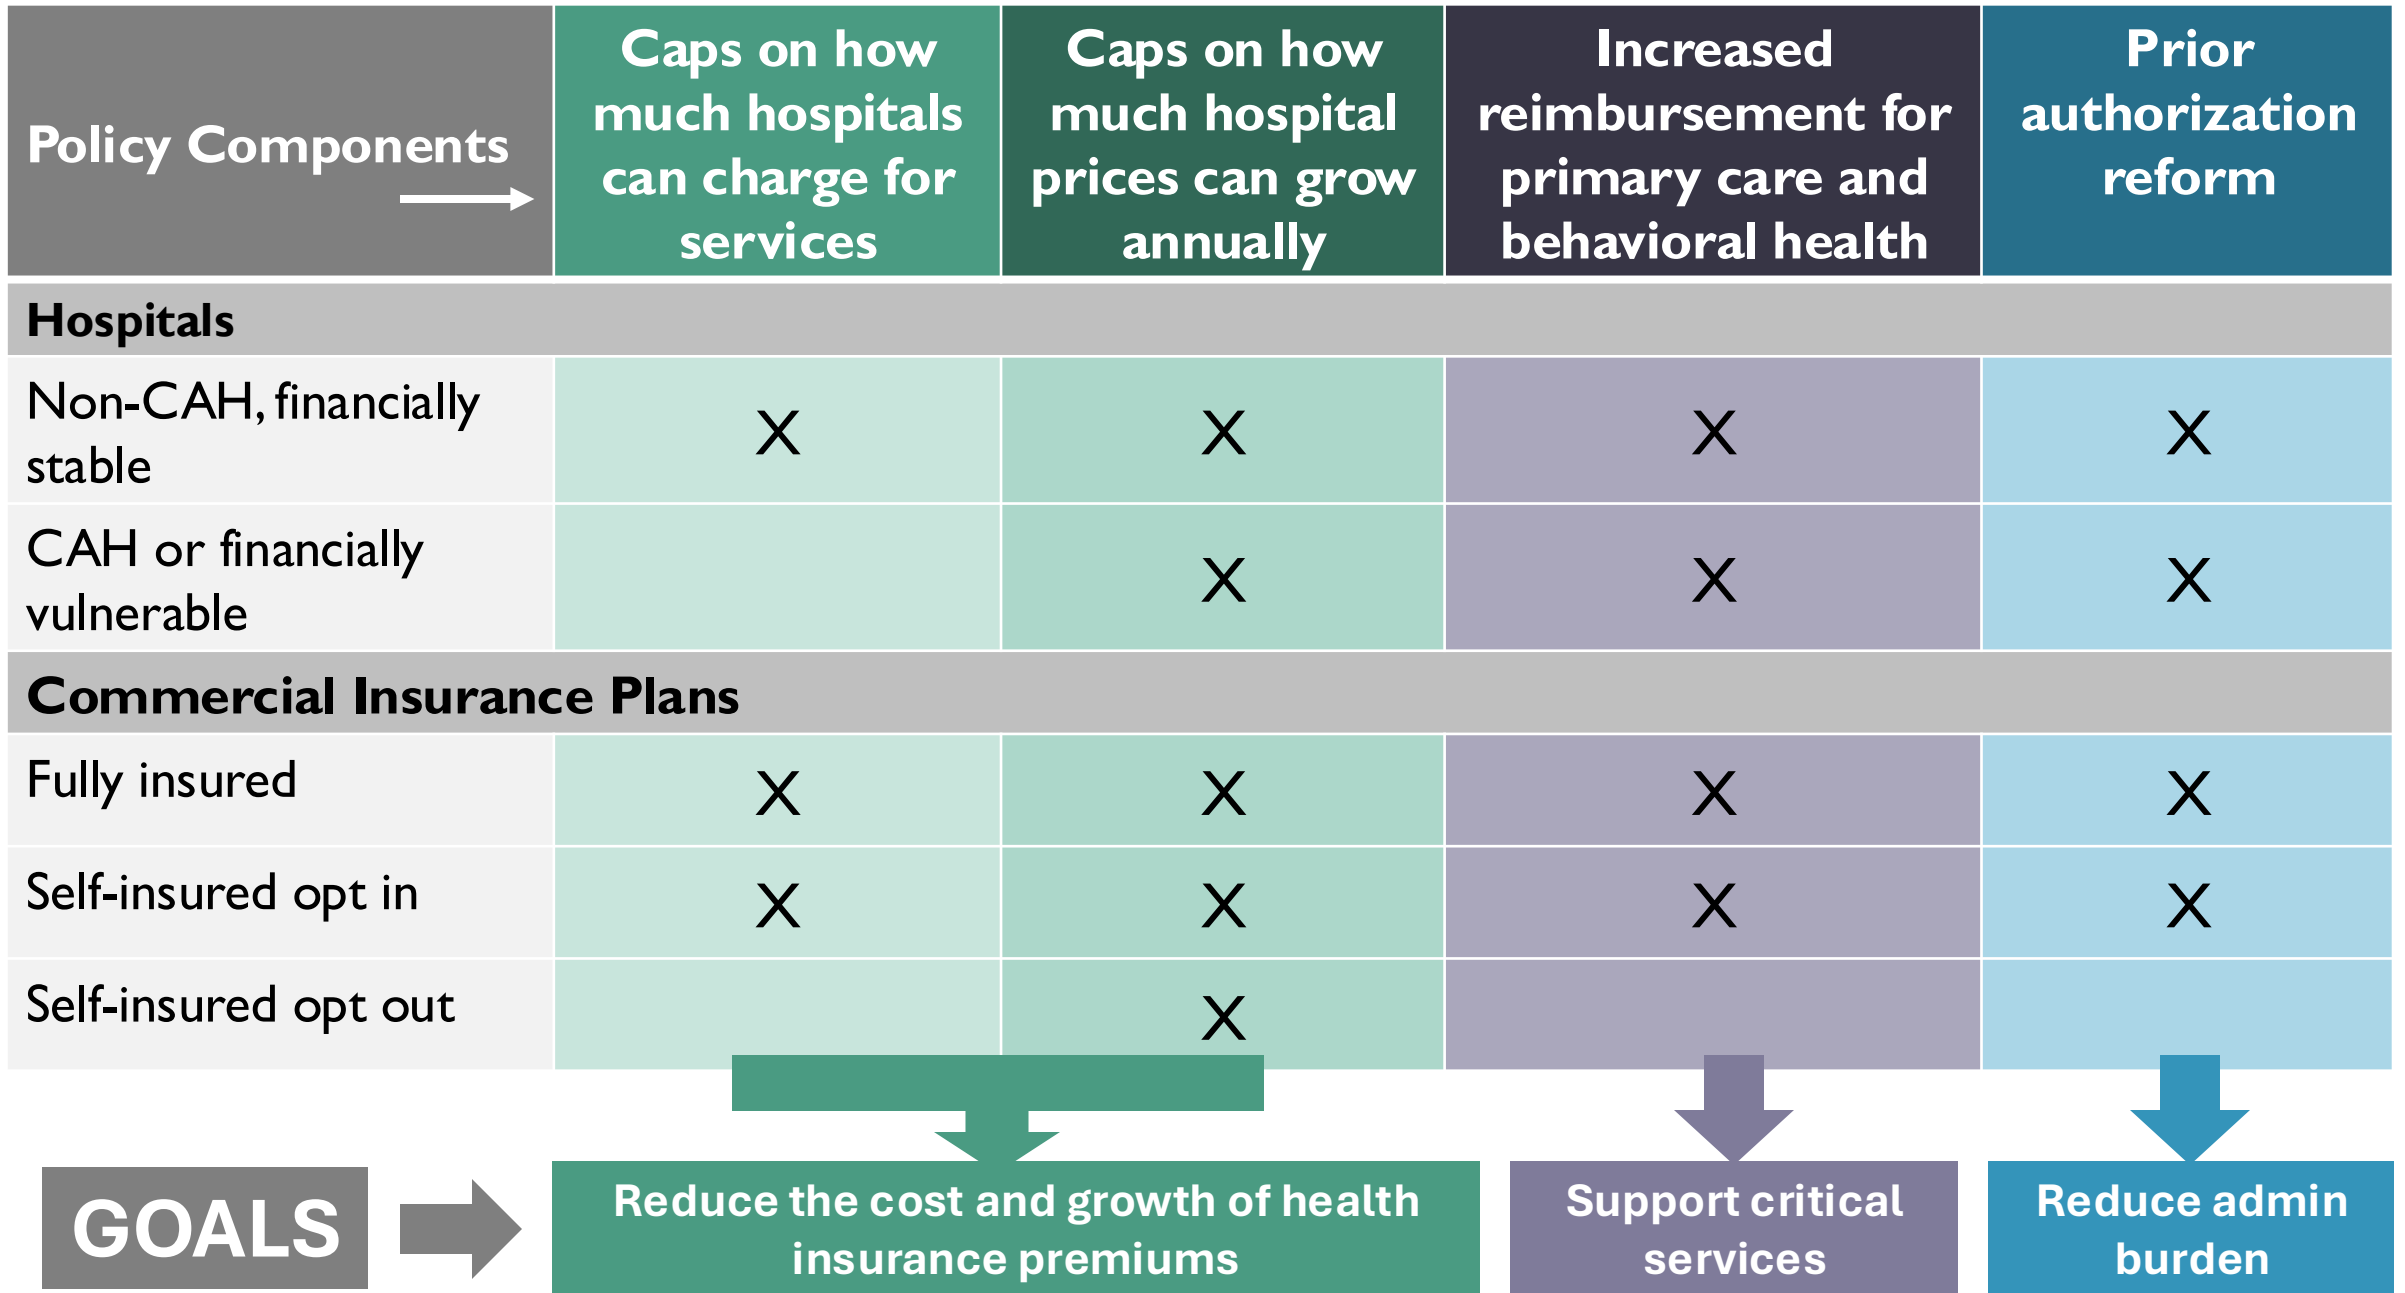 Policy Components
Caps on how
much hospitals
can charge for
services
Caps on how
much hospital
prices can grow
annually
Increased
reimbursement for
primary care and
behavioral health
Prior
authorization
reform
Hospitals
Non-CAH, financially
stable
X X X X
CAH or financially
vulnerable
X X X
Commercial Insurance Plans
Fully insured
X X X X
Self-insured opt in
X X X X
Self-insured opt out
X
GOALS
Reduce the cost and growth of health
insurance premiums
Support critical
services
Reduce admin
burden